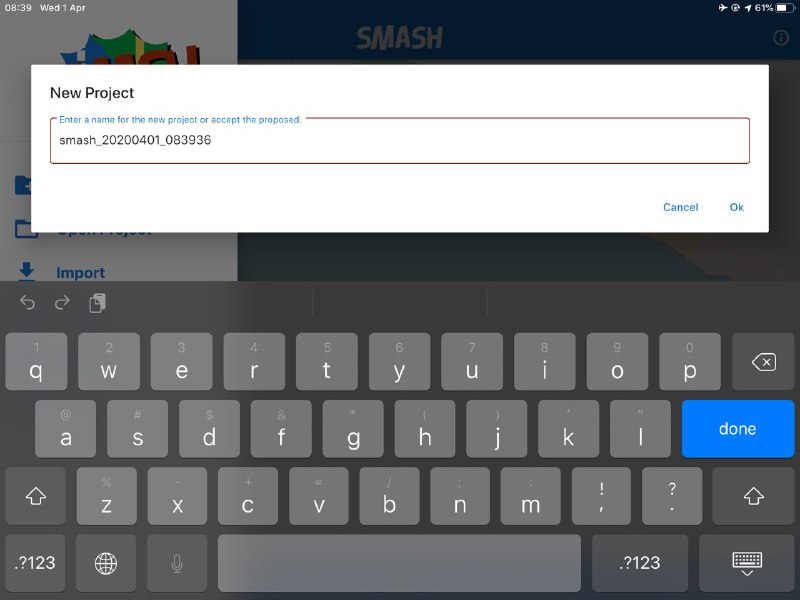 08:39 Wed 1 Apr
61%
SMASH
New Project
Enter a name for the new project or accept the proposed.
smash_20200401_083936
Cancel Ok
Open Project
Import
1 2 3 4 5 6 7 8 9 0
q w e r t y u i o p
@ # $ & * ( ) ' "
a s d f g h j k l done
% - + = / ; : ! ?
z x c v b n m , .
.?123 .?123